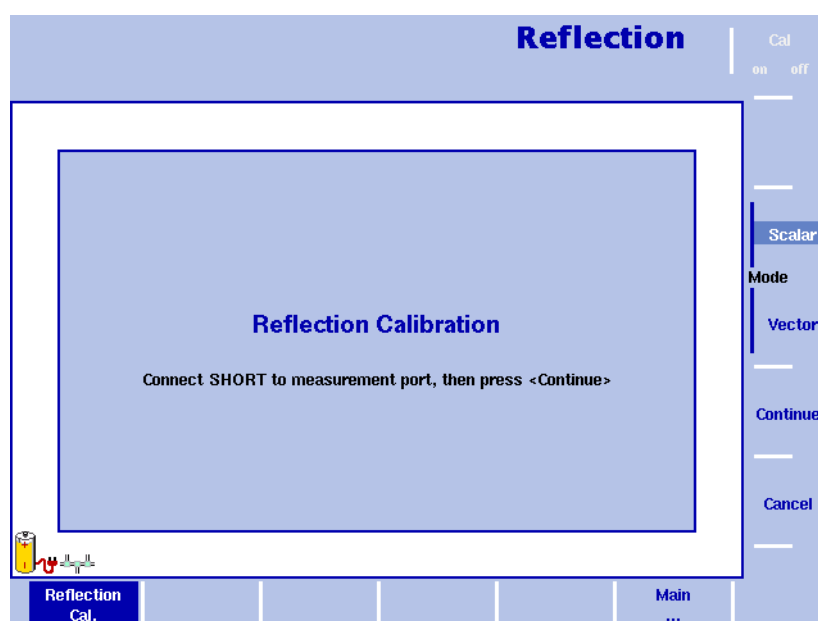 Reflection
Cal
on off
Scalar
Mode
Vector
Reflection Calibration
Connect SHORT to measurement port, then press <Continue>
Continue
Cancel
Reflection
Cal.
Main
...